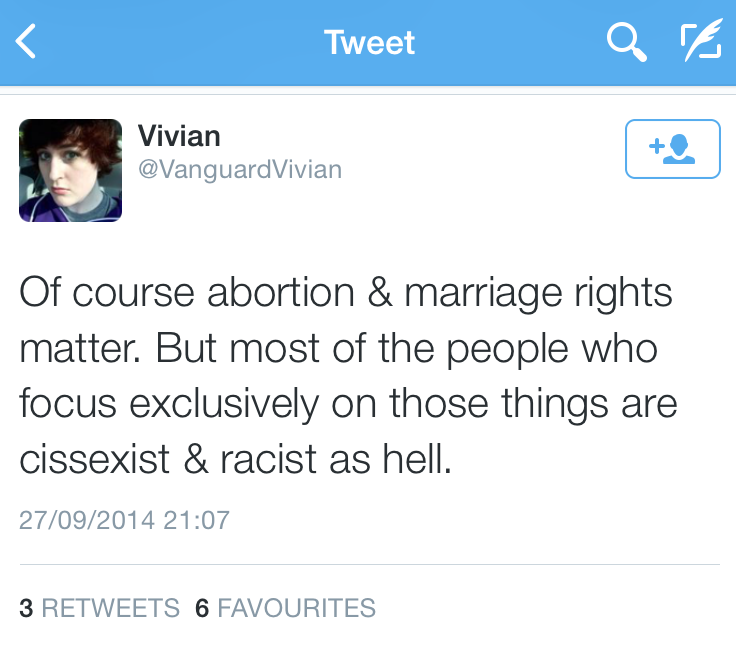 Tweet
Vivian
@VanguardVivian
Of course abortion & marriage rights
matter. But most of the people who
focus exclusively on those things are
cissexist & racist as hell.
27/09/2014 21:07
3 RETWEETS 6 FAVOURITES